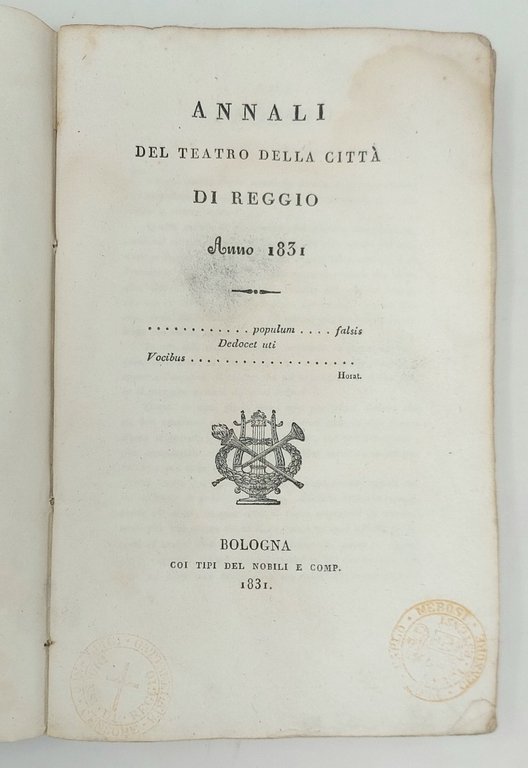 ANNALI
DEL TEATRO DELLA CITTÀ
DI REGGIO
Anno 1831
............ populum .... falsis
Dedocet uti
Vocibus ....................
Horat.
BOLOGNA
COI TIPI DEL NOBILI E COMP.
1831.
MEROSI